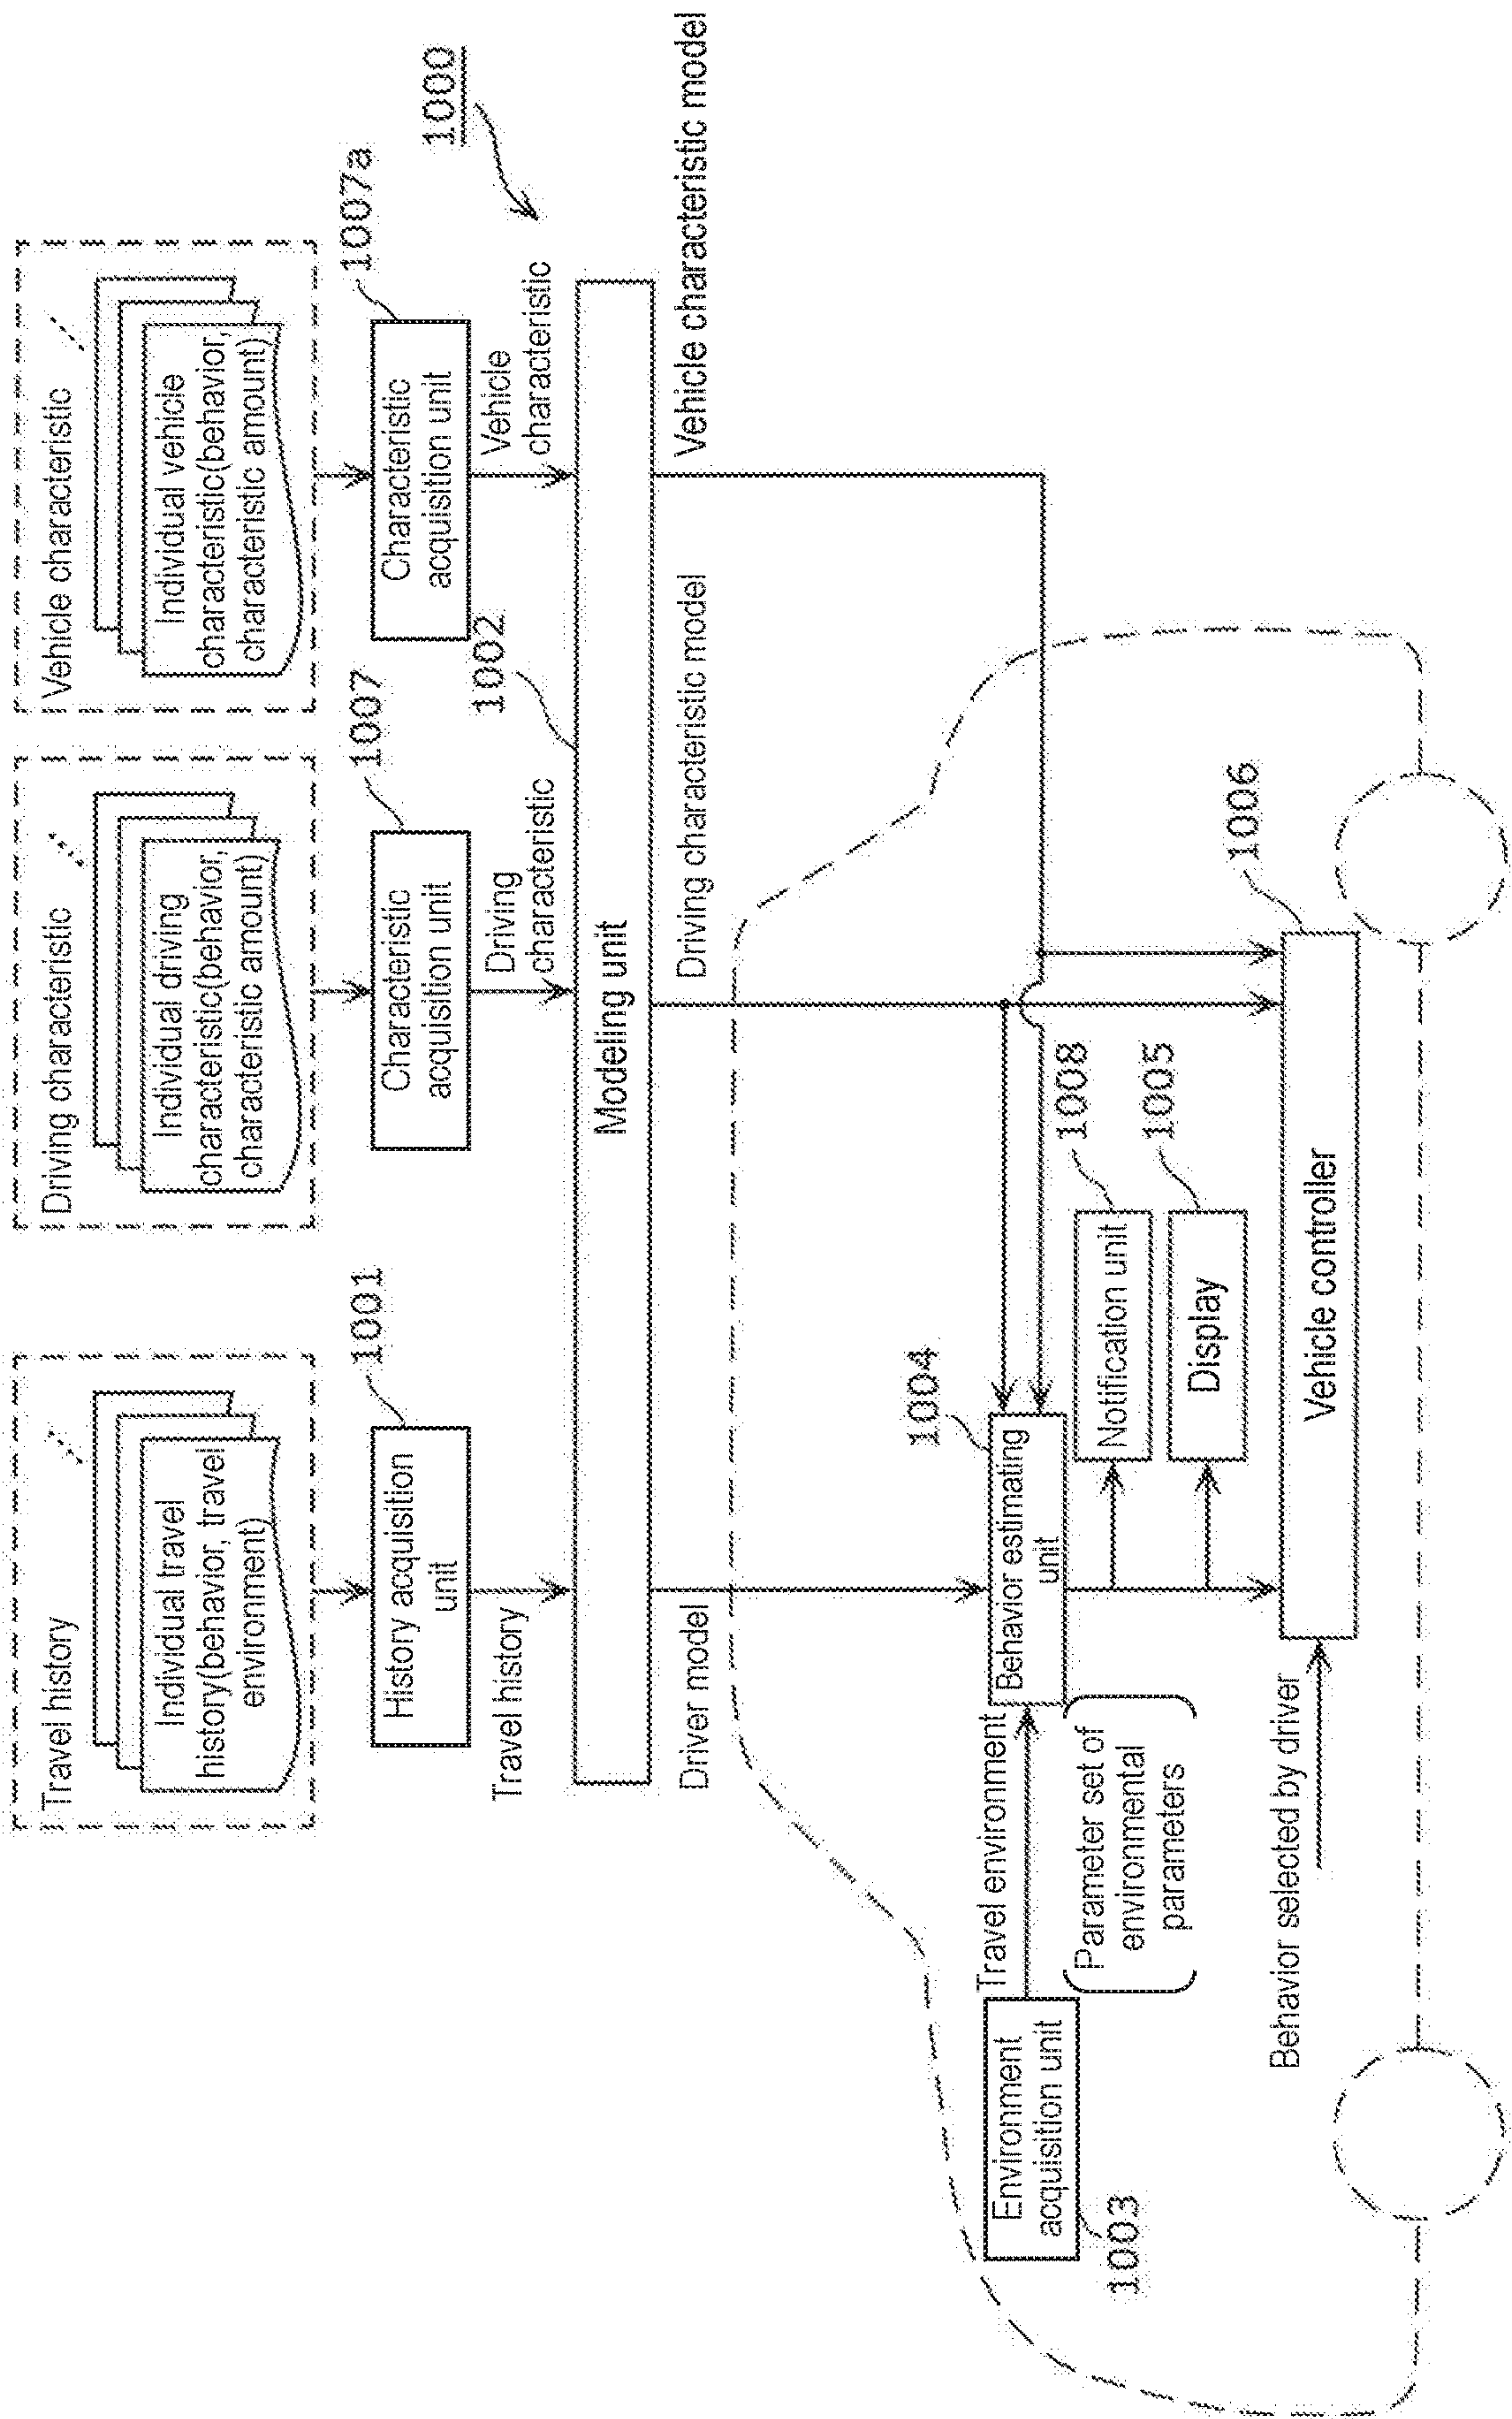 Travel history
Individual travel
history(behavior, travel
environment)
Driving characteristic
Individual driving
characteristic(behavior,
characteristic amount)
Vehicle characteristic
Individual vehicle
characteristic(behavior,
characteristic amount)
1001
History acquisition
unit
1007
Characteristic
acquisition unit
1007a
Characteristic
acquisition unit
1000
Travel history
Driving
characteristic
1002
Vehicle
characteristic
Modeling unit
Driver model
Driving characteristic model
Vehicle characteristic model
Environment
acquisition unit
1003
Travel environment
Parameter set of
environmental
parameters
1004
Behavior estimating
unit
Notification unit
1008
Display
1005
1006
Behavior selected by driver
Vehicle controller